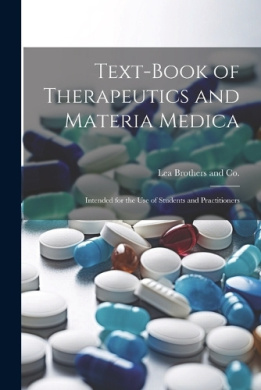 Text-Book of
Therapeutics and
Materia Medica
Lea Brothers and Co.
Intended for the Use of Students and Practitioners